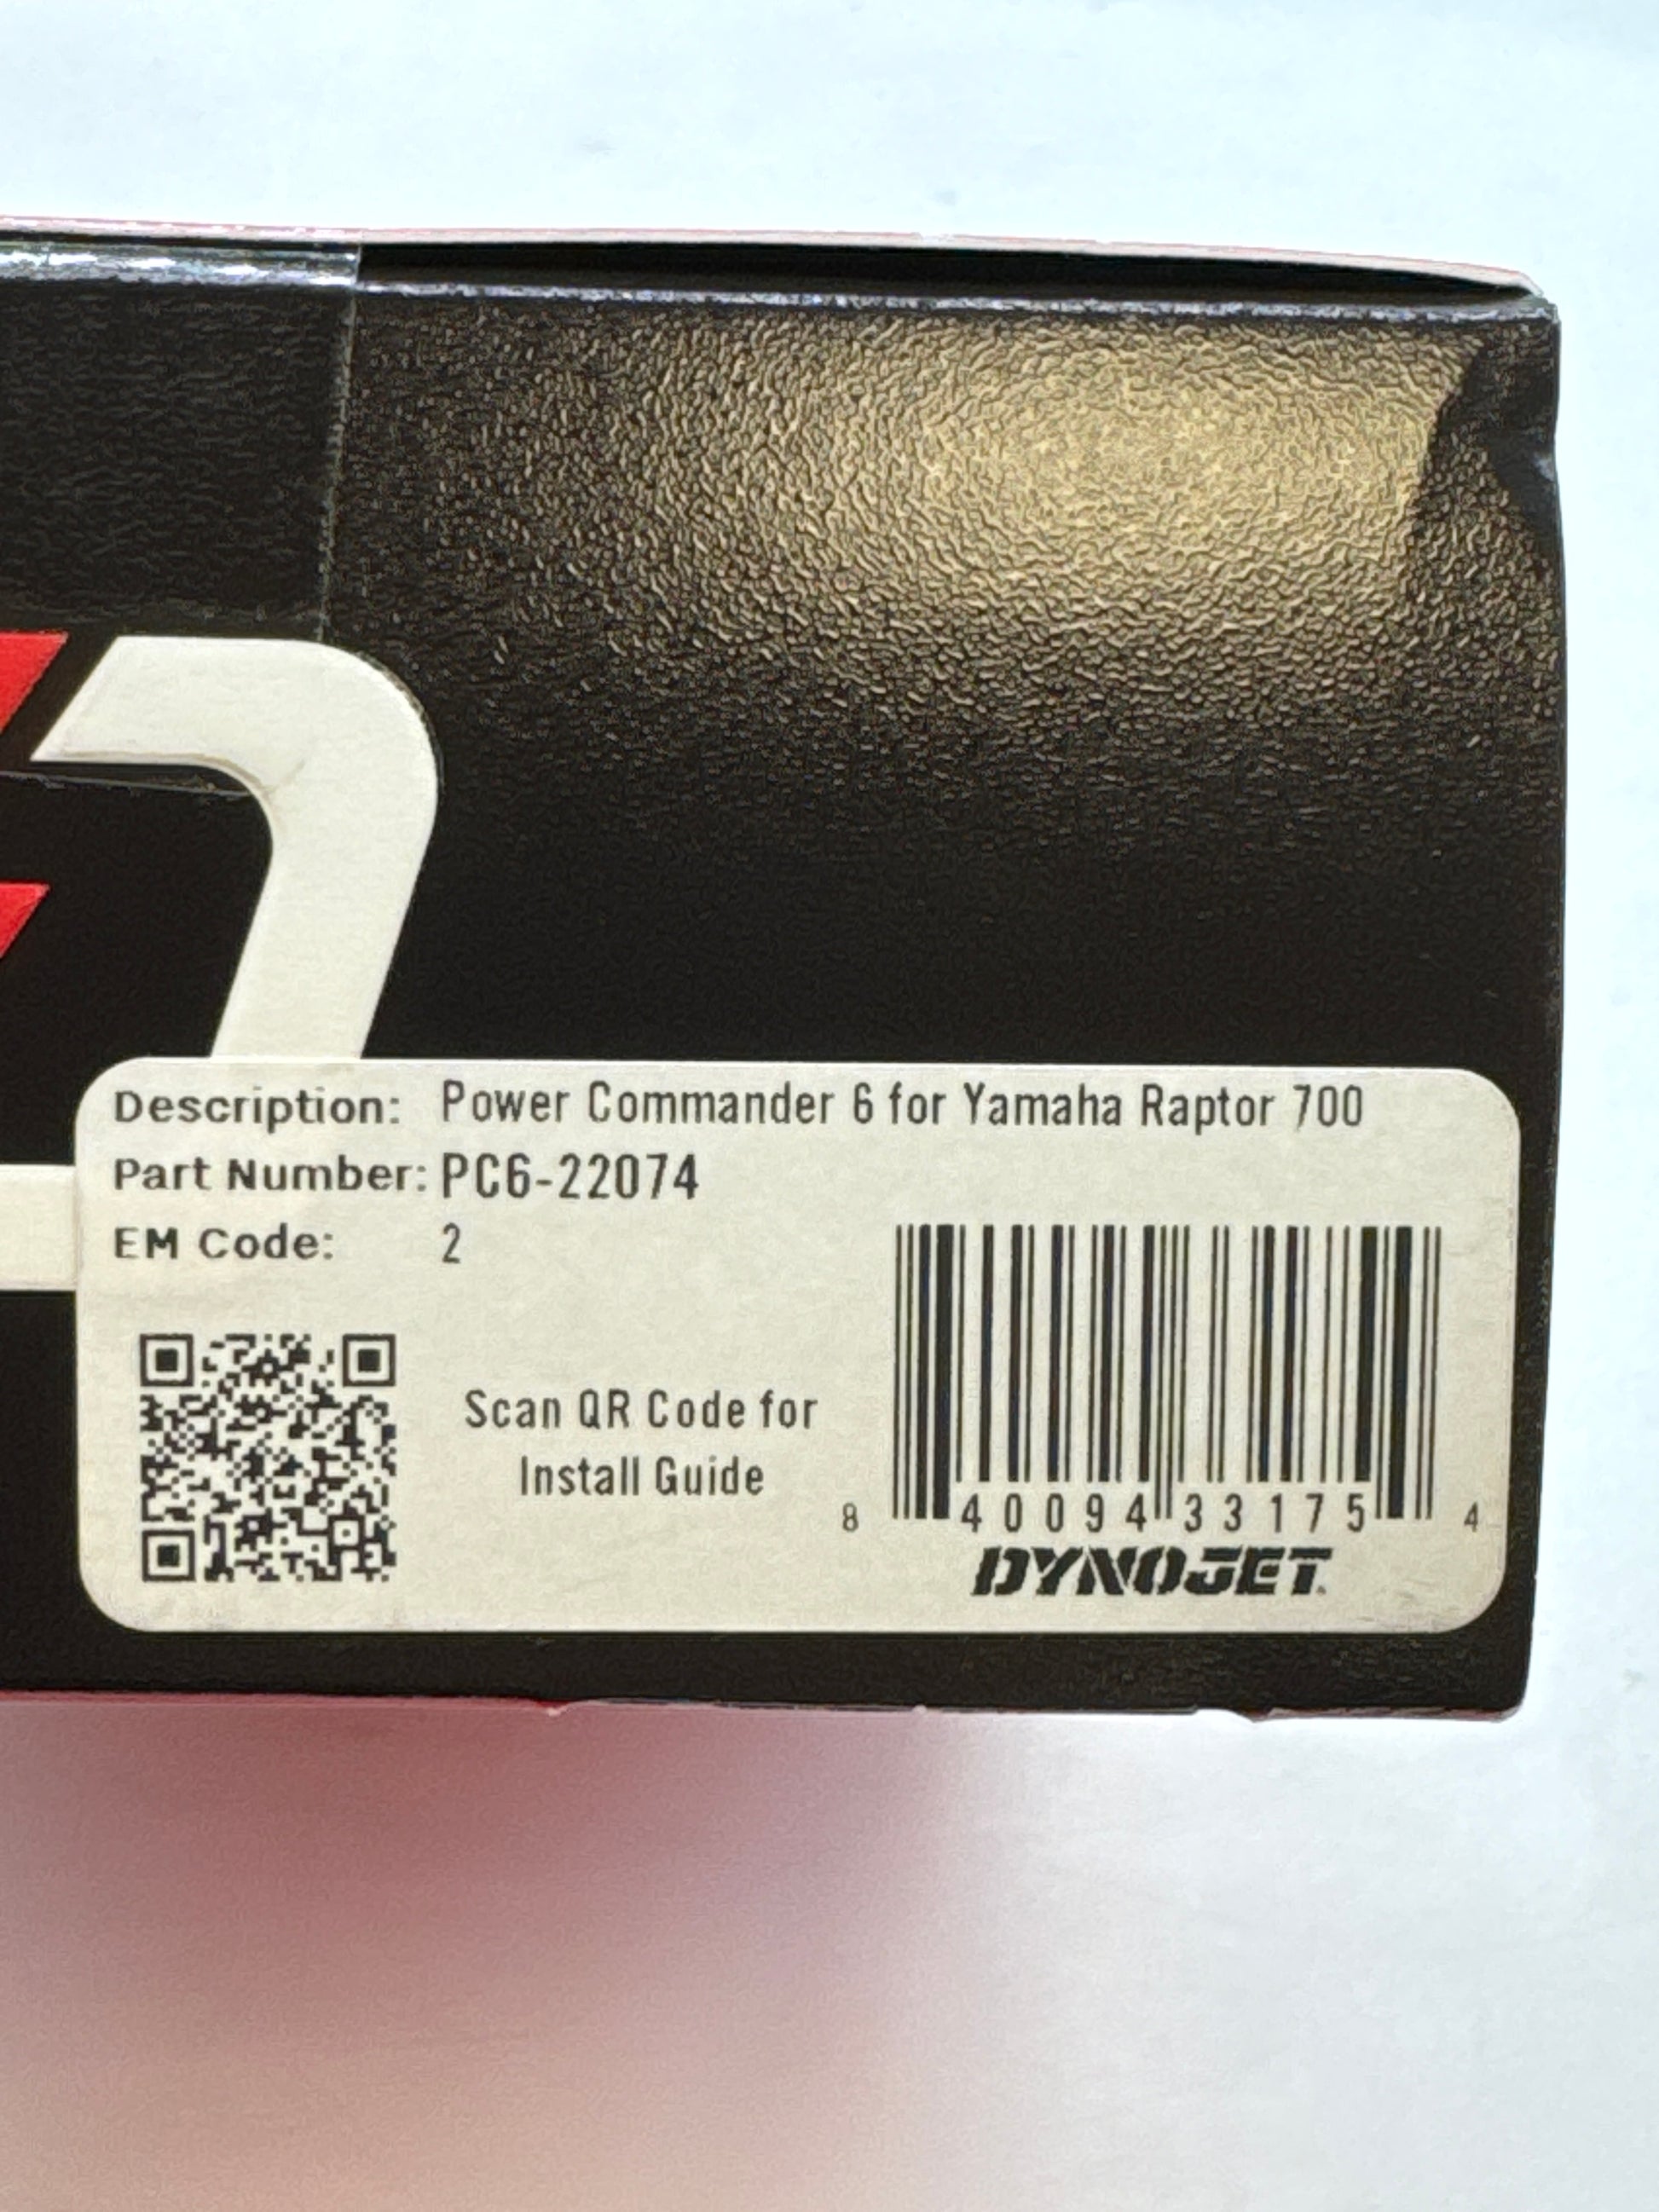 Description: Power Commander 6 for Yamaha Raptor 700
Part Number: PC6-22074
EM Code: 2
Scan QR Code for
Install Guide
8 40094 33175 4
DYNOJET